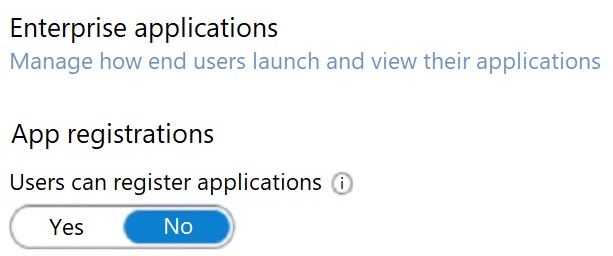 Enterprise applications
Manage how end users launch and view their applications
App registrations
Users can register applications i
Yes No